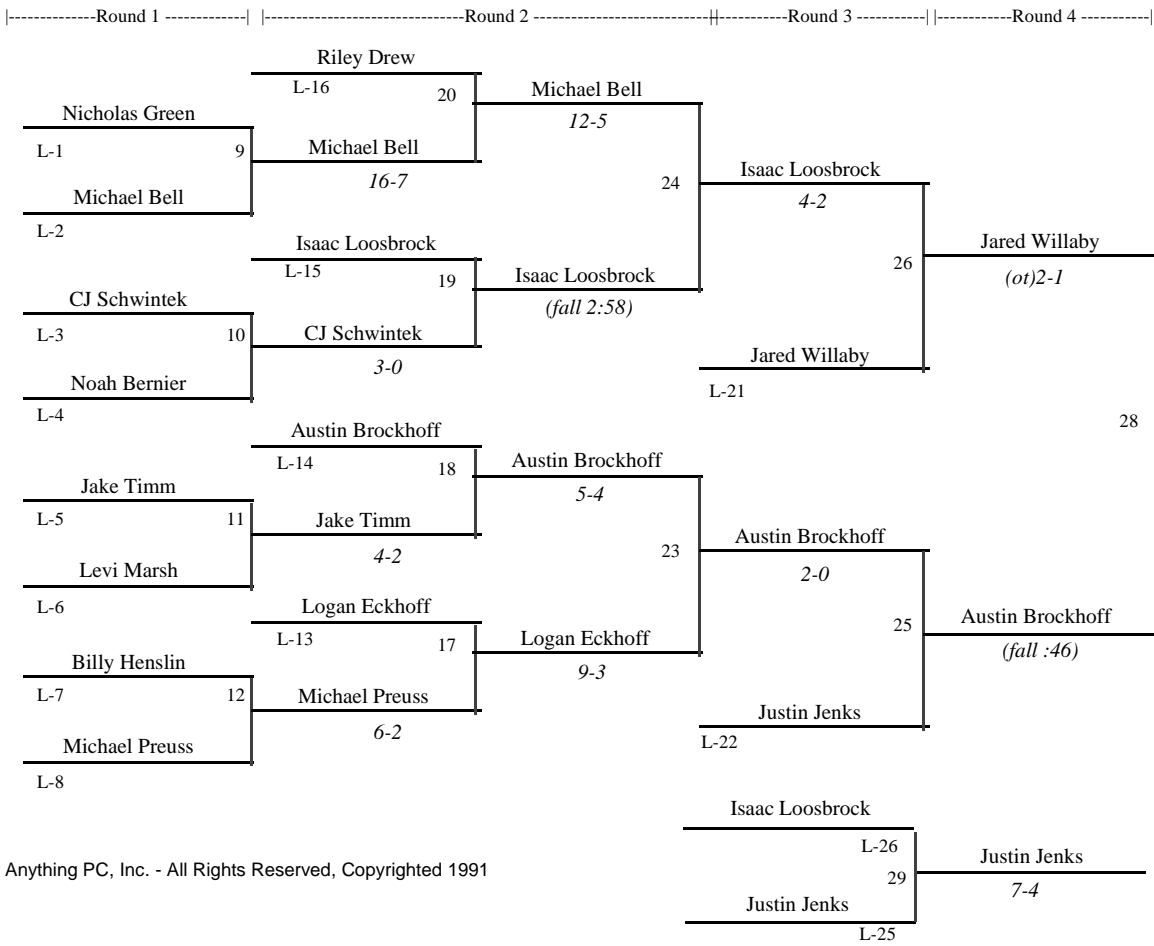 |-------------Round 1 -------------| |-------------------------------Round 2 ---------------------------||-----------Round 3 -----------| |-----------Round 4 ----------|
Riley Drew
L-16
20
Michael Bell
12-5
Nicholas Green
L-1
9
Michael Bell
16-7
24
Isaac Loosbrock
4-2
Michael Bell
L-2
Isaac Loosbrock
L-15
19
Isaac Loosbrock
(fall 2:58)
26
Jared Willaby
(ot)2-1
CJ Schwintek
L-3
10
CJ Schwintek
3-0
Jared Willaby
L-21
Noah Bernier
L-4
28
Austin Brockhoff
L-14
18
Austin Brockhoff
5-4
Jake Timm
L-5
11
Jake Timm
4-2
23
Austin Brockhoff
2-0
Levi Marsh
L-6
Logan Eckhoff
L-13
17
Logan Eckhoff
9-3
25
Austin Brockhoff
(fall :46)
Billy Henslin
L-7
12
Michael Preuss
6-2
Justin Jenks
L-22
Michael Preuss
L-8
Isaac Loosbrock
L-26
29
Justin Jenks
7-4
Justin Jenks
L-25
Anything PC, Inc. - All Rights Reserved, Copyrighted 1991